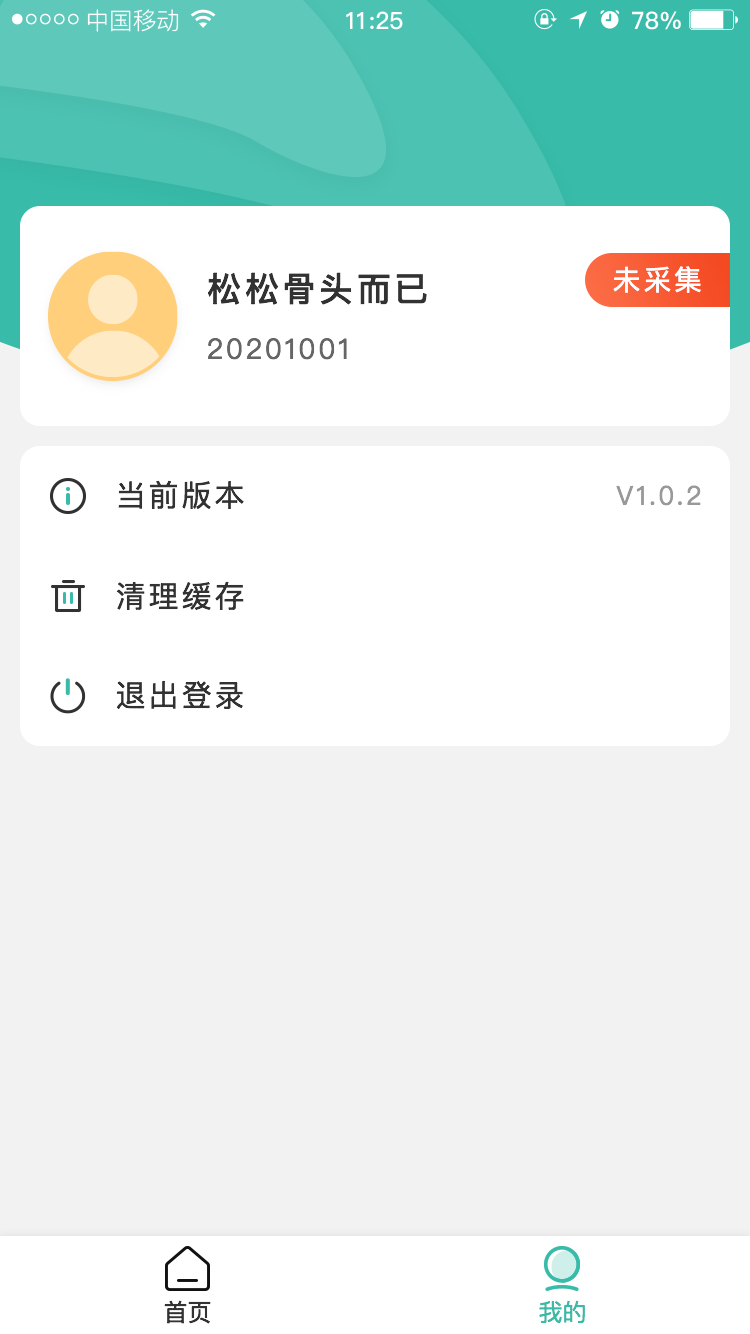 中国移动 11:25 78%
松松骨头而已
未采集
20201001
当前版本 V1.0.2
清理缓存
退出登录
首页 我的